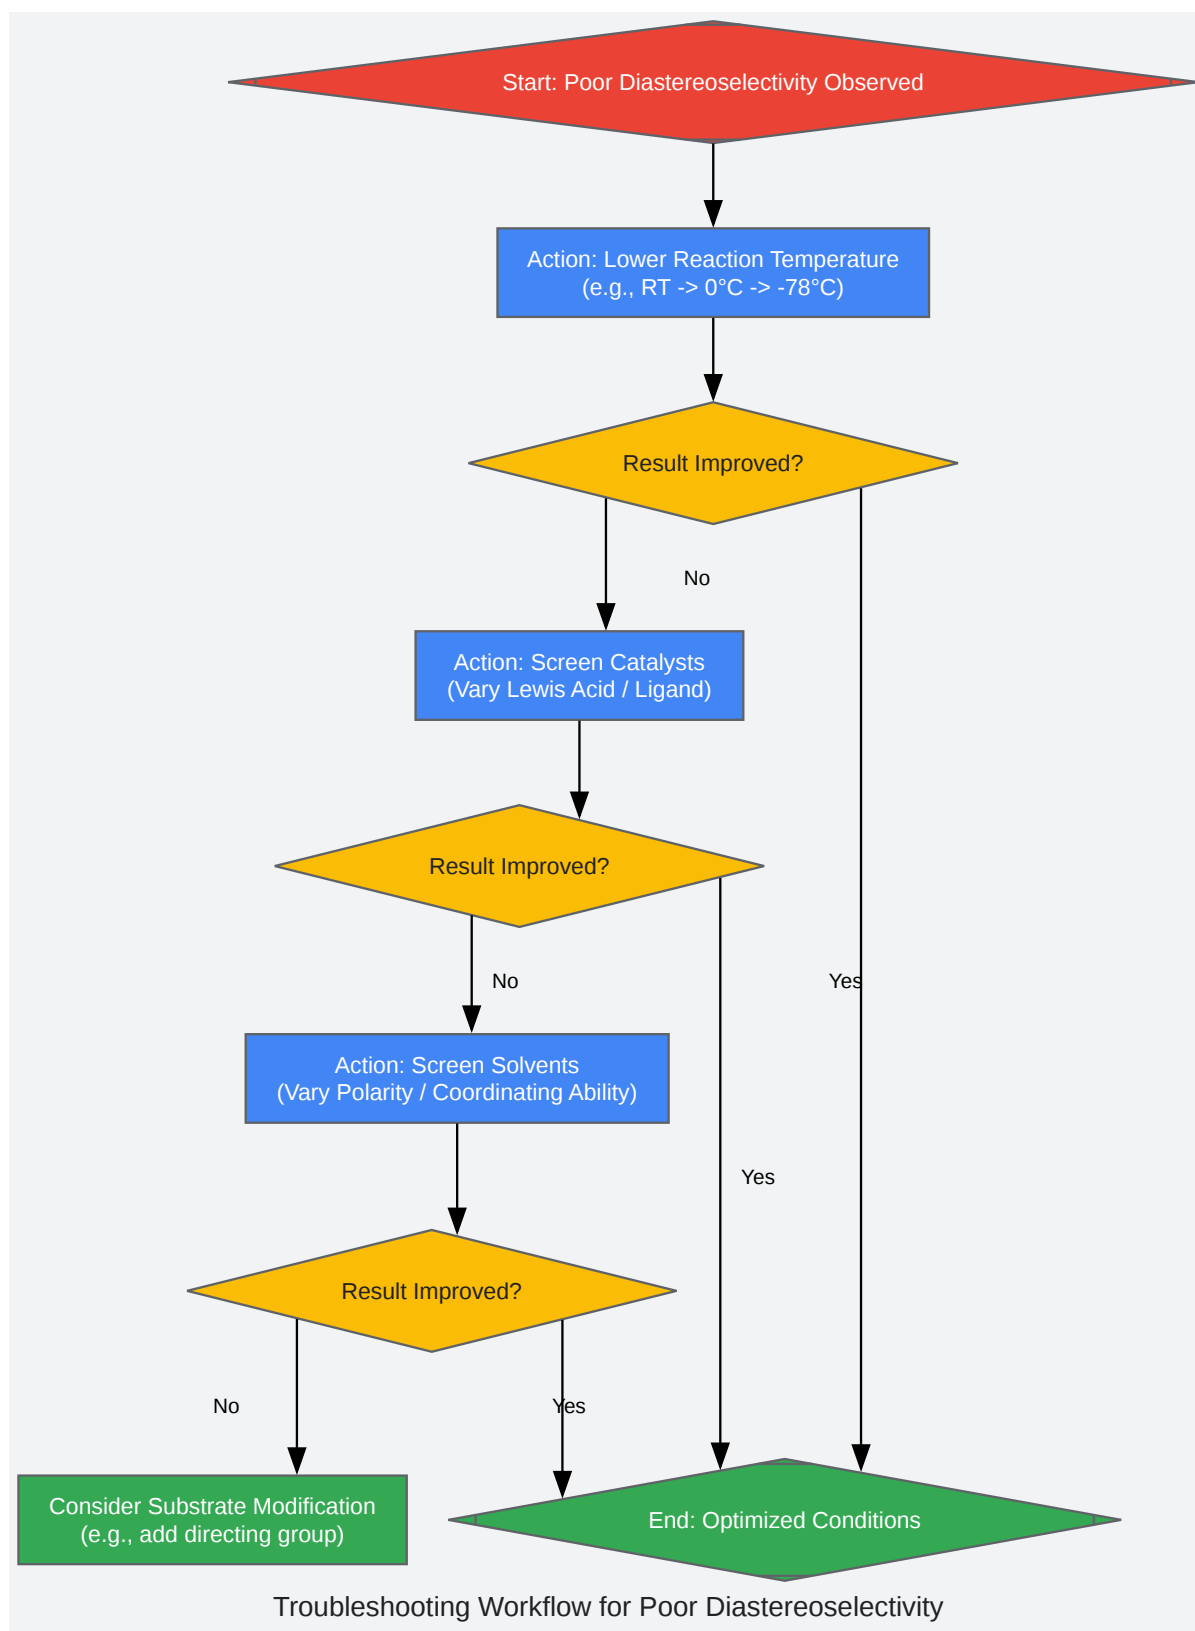 Start: Poor Diastereoselectivity Observed
Action: Lower Reaction Temperature
(e.g., RT -> 0°C -> -78°C)
Result Improved?
No
Action: Screen Catalysts
(Vary Lewis Acid / Ligand)
Result Improved?
No
Yes
Action: Screen Solvents
(Vary Polarity / Coordinating Ability)
Yes
Result Improved?
No
Yes
Consider Substrate Modification
(e.g., add directing group)
End: Optimized Conditions
Troubleshooting Workflow for Poor Diastereoselectivity